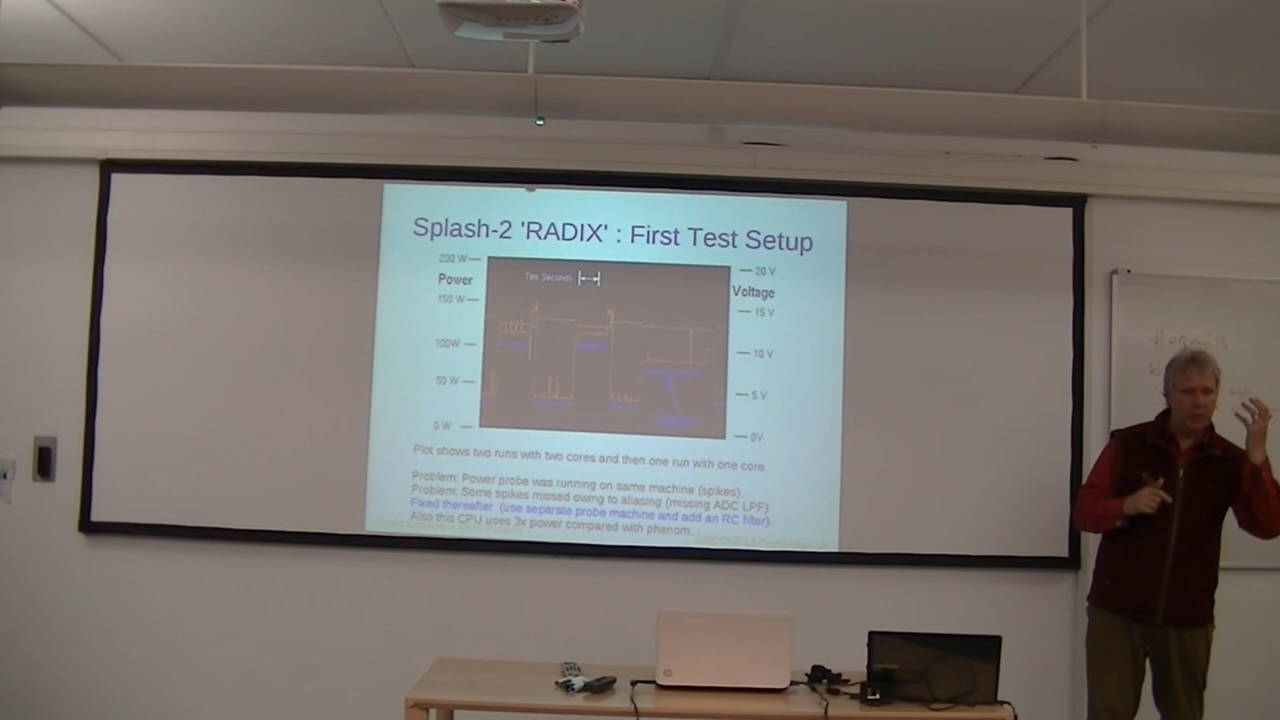 Splash-2 'RADIX' : First Test Setup
200 W
Power
150 W
100W
50 W
0 W
Ten Seconds
20 V
Voltage
15 V
10 V
5 V
0V
Plot shows two runs with two cores and then one run with one core.
Problem: Power probe was running on same machine (spikes).
Problem: Some spikes missed owing to aliasing (missing ADC LPF)
Fixed thereafter (use separate probe machine and add an RC filter)
Also this CPU uses 3x power compared with phenom.
hp